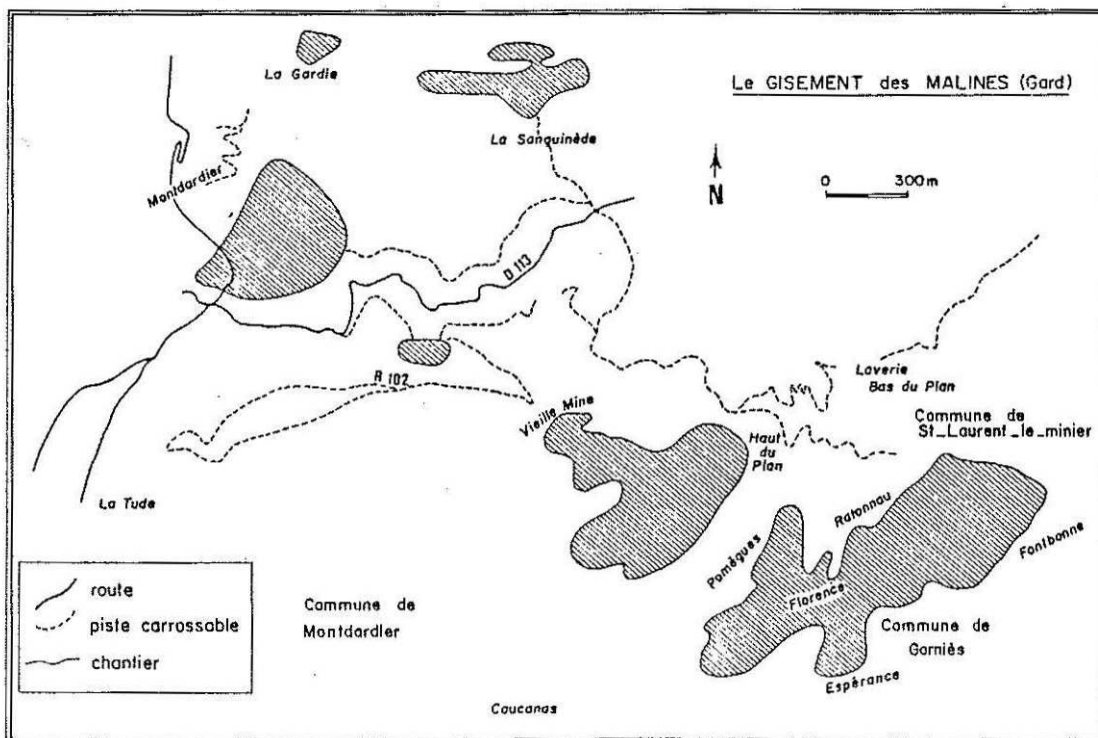 La Gardie
Le GISEMENT des MALINES (Gard)
La Sanguinède
N
0 300m
Montdardier
D 113
R 102
Laverie
Bas du Plan
Vieille Mine
Commune de
St_Laurent_le_minier
Haut
du
Plan
La Tude
Ratonnau
Fontbonne
Pomègues
Florence
route
piste carrossable
chantier
Commune de
Montdardier
Commune de
Gorniès
Espérance
Caucanas